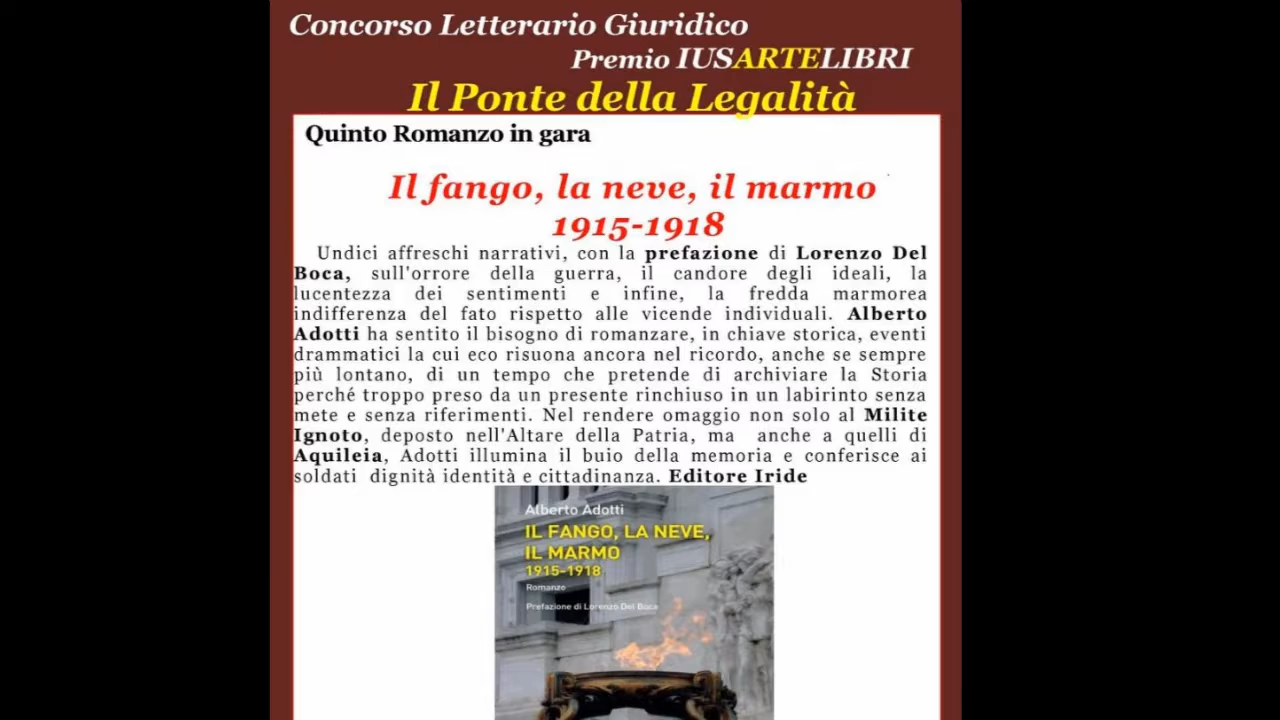 Concorso Letterario Giuridico
Premio IUSARTELIBRI
Il Ponte della Legalità
Quinto Romanzo in gara
Il fango, la neve, il marmo
1915-1918
Undici affreschi narrativi, con la prefazione di Lorenzo Del
Boca, sull'orrore della guerra, il candore degli ideali, la
lucentezza dei sentimenti e infine, la fredda marmorea
indifferenza del fato rispetto alle vicende individuali. Alberto
Adotti ha sentito il bisogno di romanzare, in chiave storica, eventi
drammatici la cui eco risuona ancora nel ricordo, anche se sempre
più lontano, di un tempo che pretende di archiviare la Storia
perché troppo preso da un presente rinchiuso in un labirinto senza
mete e senza riferimenti. Nel rendere omaggio non solo al Milite
Ignoto, deposto nell'Altare della Patria, ma anche a quelli di
Aquileia, Adotti illumina il buio della memoria e conferisce ai
soldati dignità identità e cittadinanza. Editore Iride
Alberto Adotti
IL FANGO, LA NEVE,
IL MARMO
1915-1918
Romanzo
Prefazione di Lorenzo Del Boca